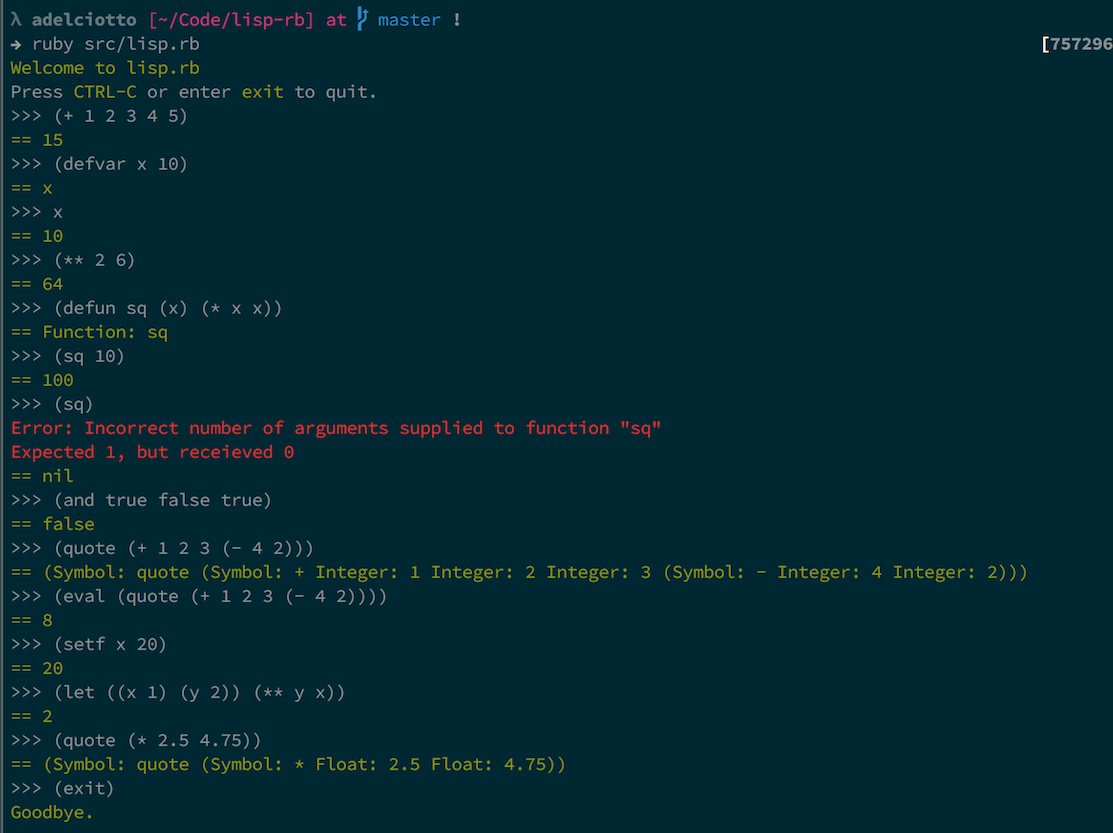 λ adelciotto [~/Code/lisp-rb] at master !
→ ruby src/lisp.rb [757296
Welcome to lisp.rb
Press CTRL-C or enter exit to quit.
>>> (+ 1 2 3 4 5)
== 15
>>> (defvar x 10)
== x
>>> x
== 10
>>> (** 2 6)
== 64
>>> (defun sq (x) (* x x))
== Function: sq
>>> (sq 10)
== 100
>>> (sq)
Error: Incorrect number of arguments supplied to function "sq"
Expected 1, but receieved 0
== nil
>>> (and true false true)
== false
>>> (quote (+ 1 2 3 (- 4 2)))
== (Symbol: quote (Symbol: + Integer: 1 Integer: 2 Integer: 3 (Symbol: - Integer: 4 Integer: 2)))
>>> (eval (quote (+ 1 2 3 (- 4 2))))
== 8
>>> (setf x 20)
== 20
>>> (let ((x 1) (y 2)) (** y x))
== 2
>>> (quote (* 2.5 4.75))
== (Symbol: quote (Symbol: * Float: 2.5 Float: 4.75))
>>> (exit)
Goodbye.